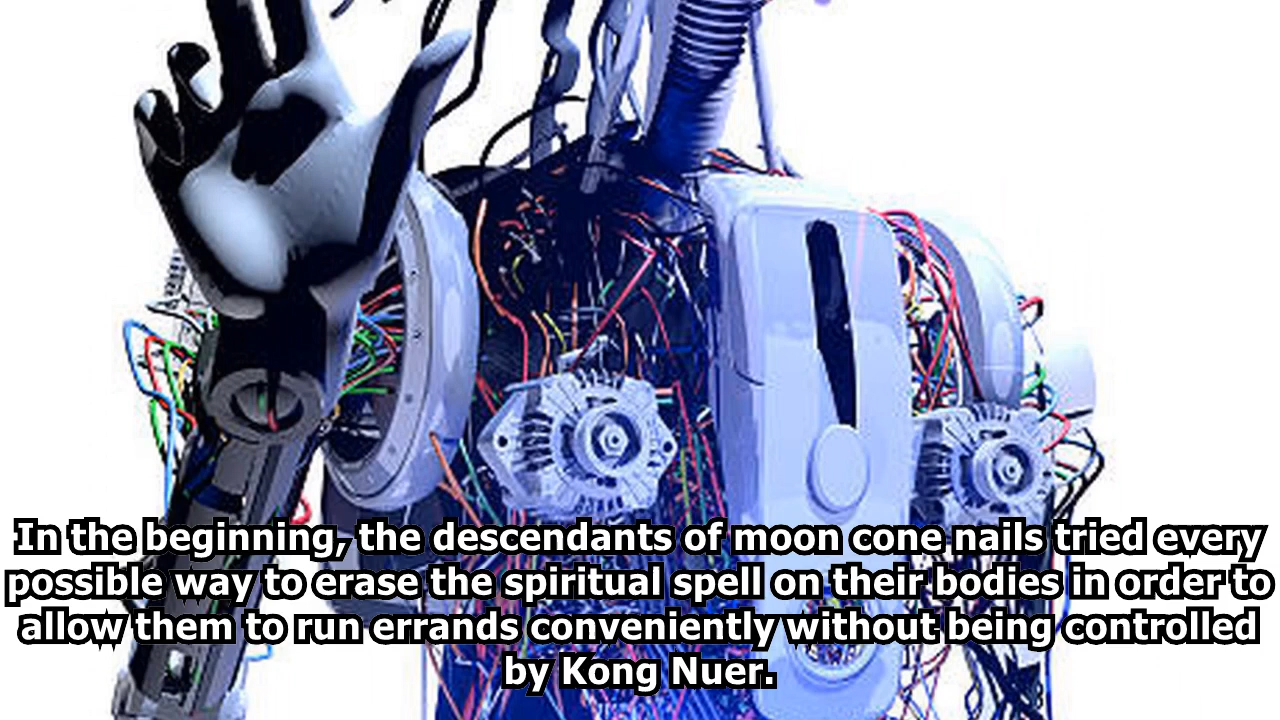 In the beginning, the descendants of moon cone nails tried every
possible way to erase the spiritual spell on their bodies in order to
allow them to run errands conveniently without being controlled
by Kong Nuer.